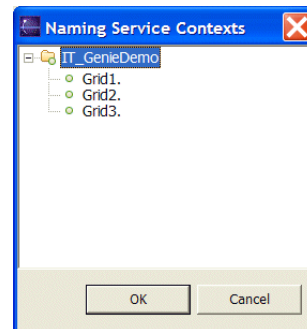 Naming Service Contexts
IT_GenieDemo
Grid1.
Grid2.
Grid3.
OK
Cancel